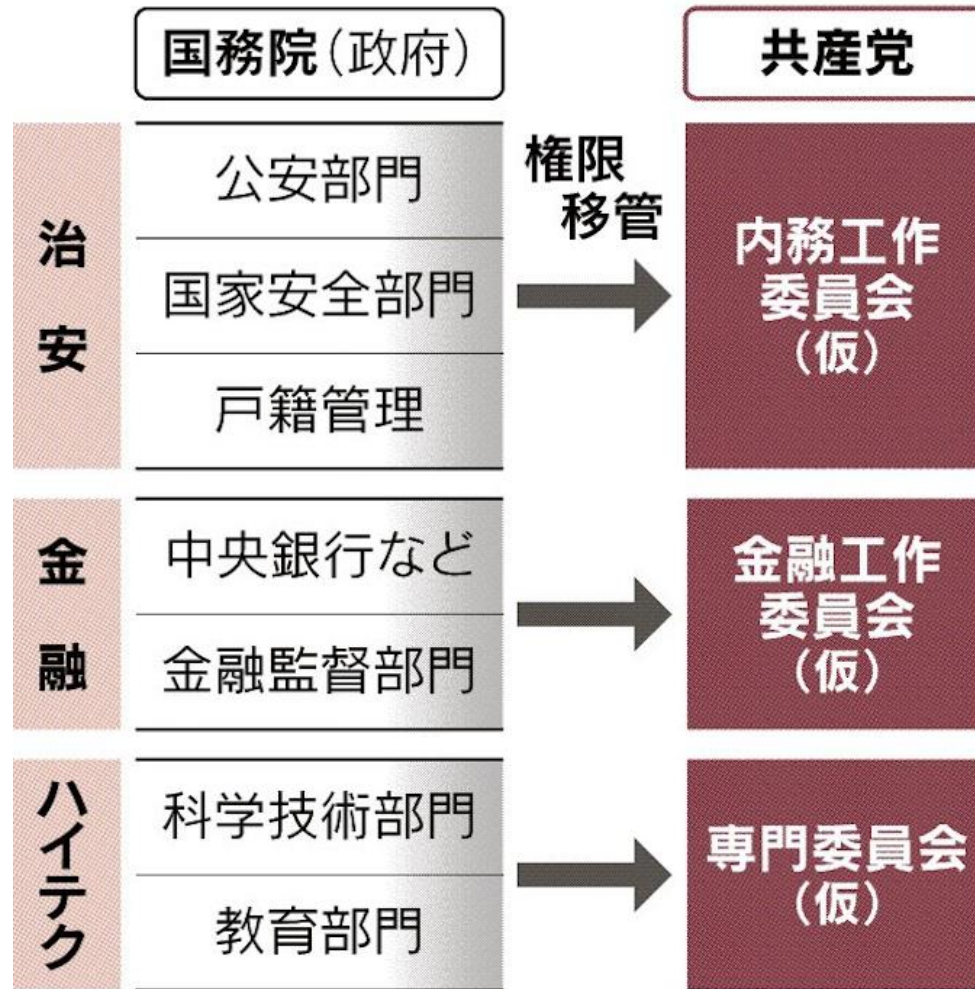 国務院(政府)
共産党
権限
移管
治安
公安部門
国家安全部門
戸籍管理
内務工作
委員会
(仮)
金融
中央銀行など
金融監督部門
金融工作
委員会
(仮)
ハイテク
科学技術部門
教育部門
専門委員会
(仮)